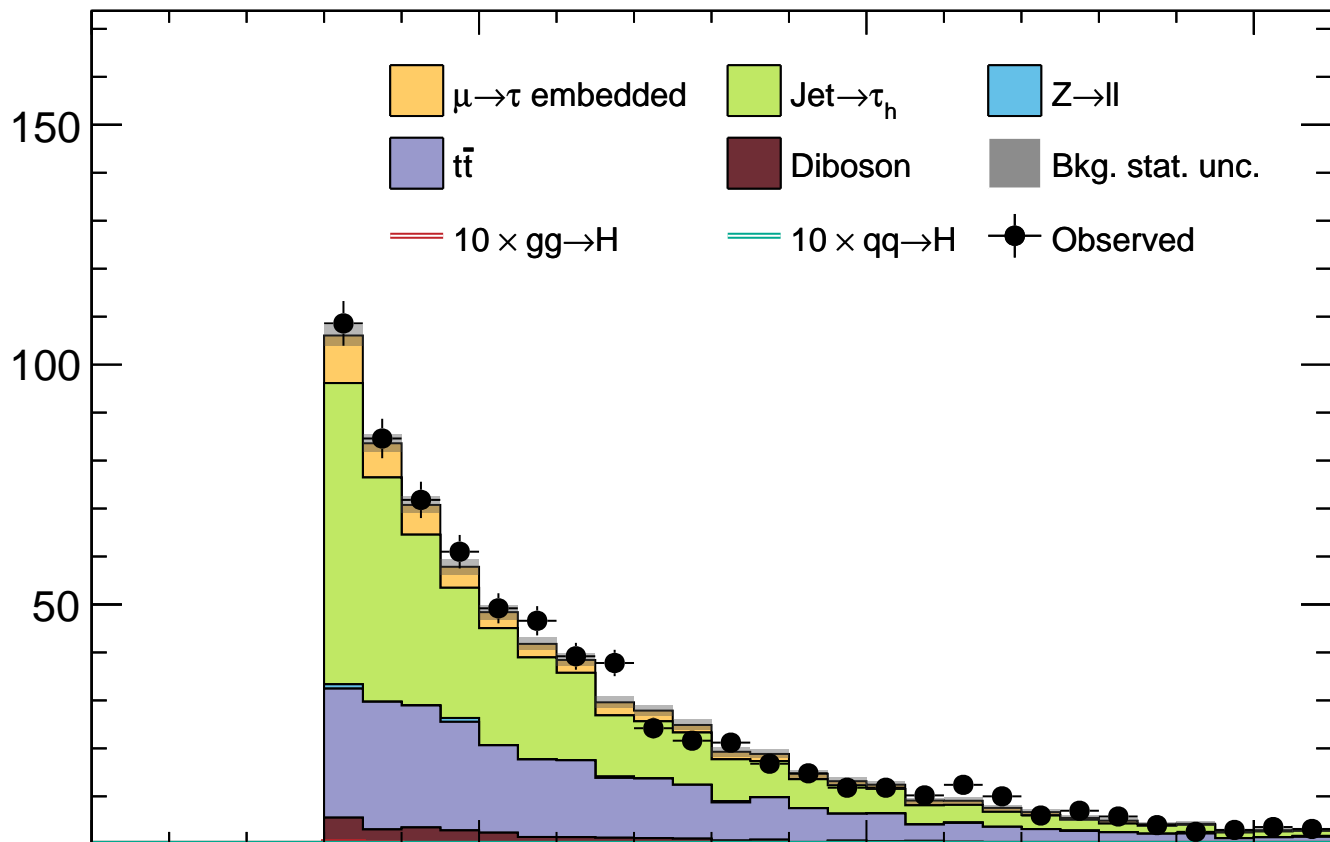 μ→τ embedded Jet→τₕ Z→ll
150
tt̄ Diboson Bkg. stat. unc.
10 × gg→H 10 × qq→H Observed
100
50